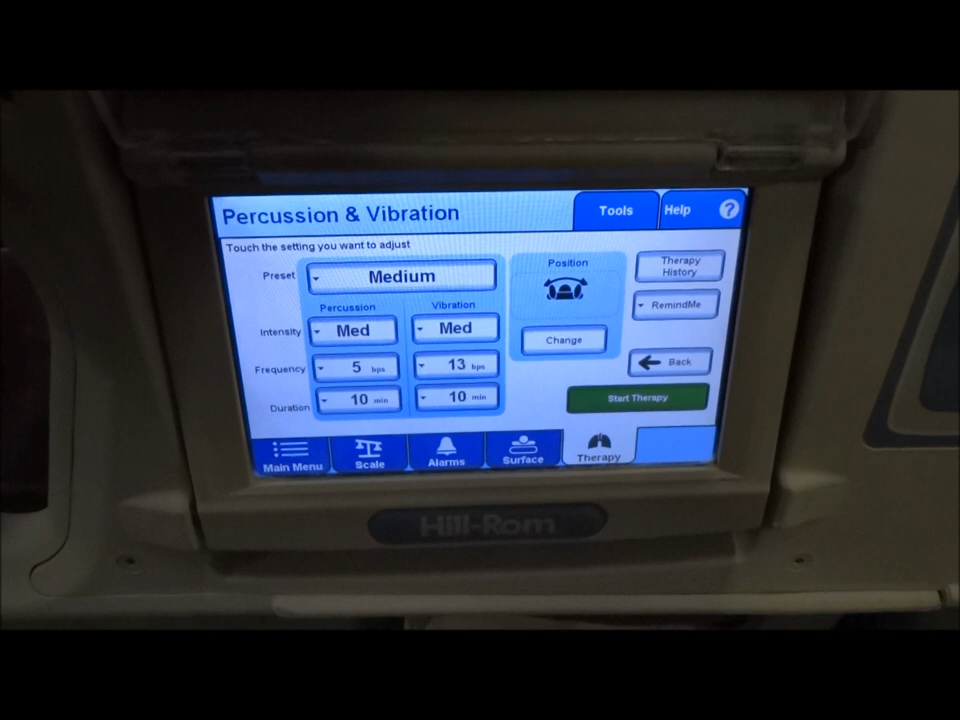 Percussion & Vibration
Tools
Help ?
Touch the setting you want to adjust
Preset
Medium
Percussion
Vibration
Intensity
Med
Med
Frequency
5 bps
13 bps
Duration
10 min
10 min
Position
Change
Therapy
History
RemindMe
Back
Start Therapy
Main Menu
Scale
Alarms
Surface
Therapy
Hill-Rom